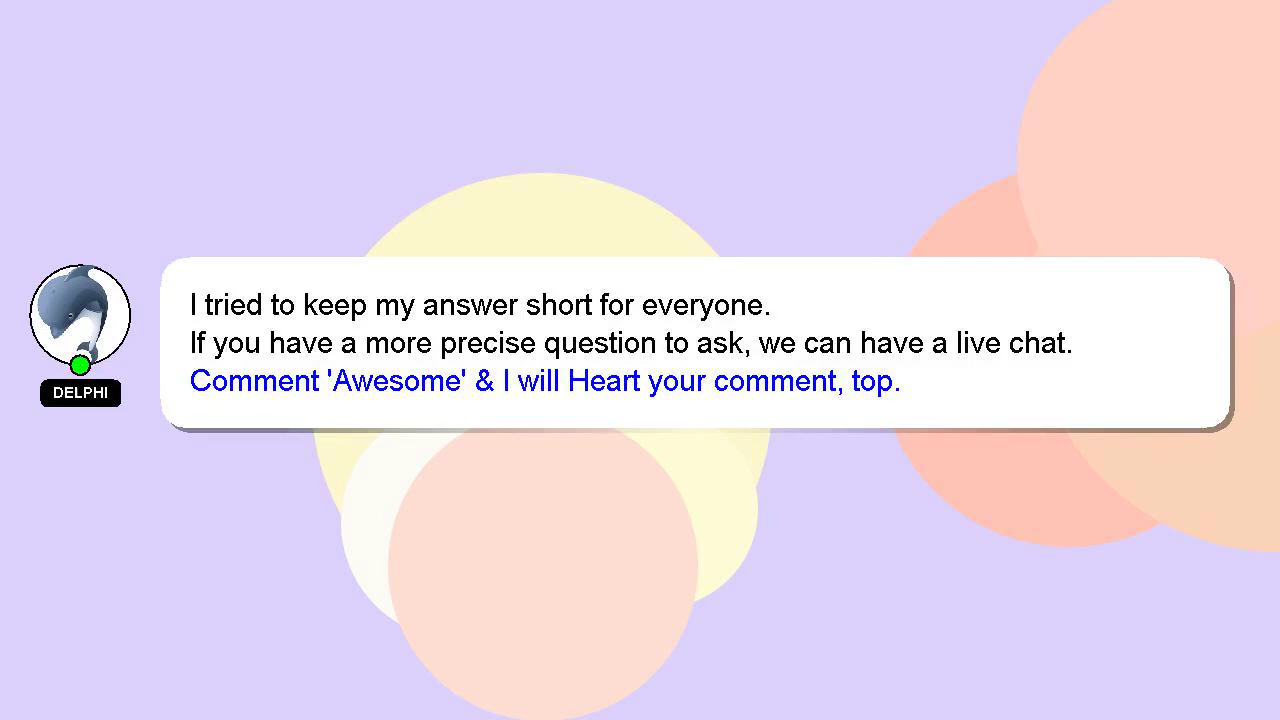 I tried to keep my answer short for everyone.
If you have a more precise question to ask, we can have a live chat.
Comment 'Awesome' & I will Heart your comment, top.
DELPHI